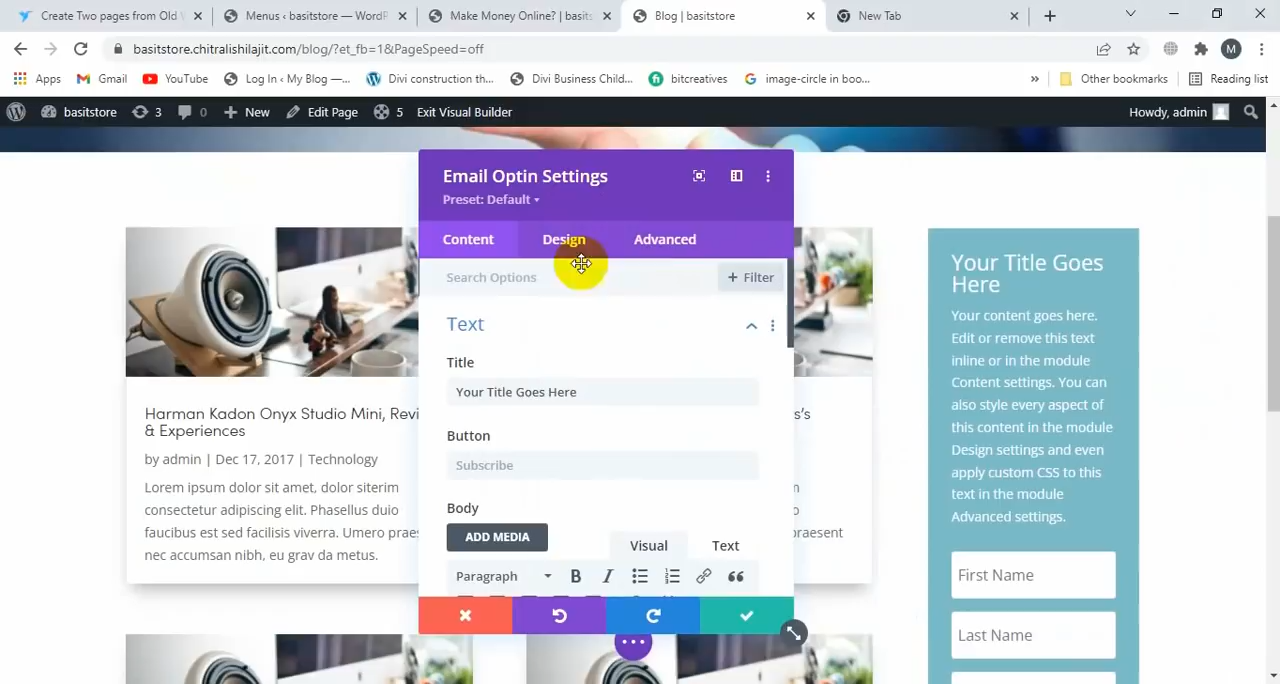 Create Two pages from Old W
Menus ‹ basitstore — WordP
Make Money Online? | basits
Blog | basitstore
New Tab
basitstore.chitralishilajit.com/blog/?et_fb=1&PageSpeed=off
M
Apps
Gmail
YouTube
Log In ‹ My Blog —...
Divi construction th...
Divi Business Child...
fi
bitcreatives
image-circle in boo...
»
Other bookmarks
Reading list
basitstore
3
0
New
Edit Page
5
Exit Visual Builder
Howdy, admin
Email Optin Settings
Preset: Default
Content
Design
Advanced
Search Options
+ Filter
Text
Title
Your Title Goes Here
Button
Subscribe
Body
ADD MEDIA
Visual
Text
Paragraph
B
I
Harman Kadon Onyx Studio Mini, Revi
& Experiences
by admin | Dec 17, 2017 | Technology
Lorem ipsum dolor sit amet, dolor siterim
consectetur adipiscing elit. Phasellus duio
faucibus est sed facilisis viverra. Umero prae
nec accumsan nibh, eu grav da metus.
's
raesent
Your Title Goes
Here
Your content goes here.
Edit or remove this text
inline or in the module
Content settings. You can
also style every aspect of
this content in the module
Design settings and even
apply custom CSS to this
text in the module
Advanced settings.
First Name
Last Name